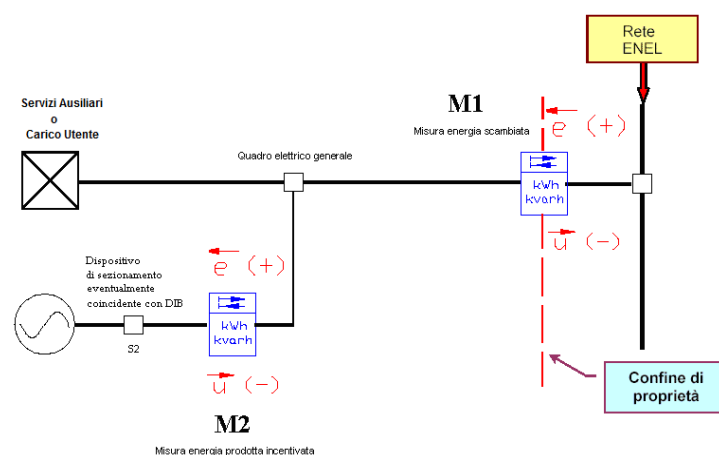 Rete
ENEL
Servizi Ausiliari
o
Carico Utente
M1
Misura energia scambiata
e (+)
Quadro elettrico generale
kWh
kvarh
u (-)
Dispositivo
di sezionamento
eventualmente
coincidente con DIB
e (+)
kWh
kvarh
S2
u (-)
Confine di
proprietà
M2
Misura energia prodotta incentivata